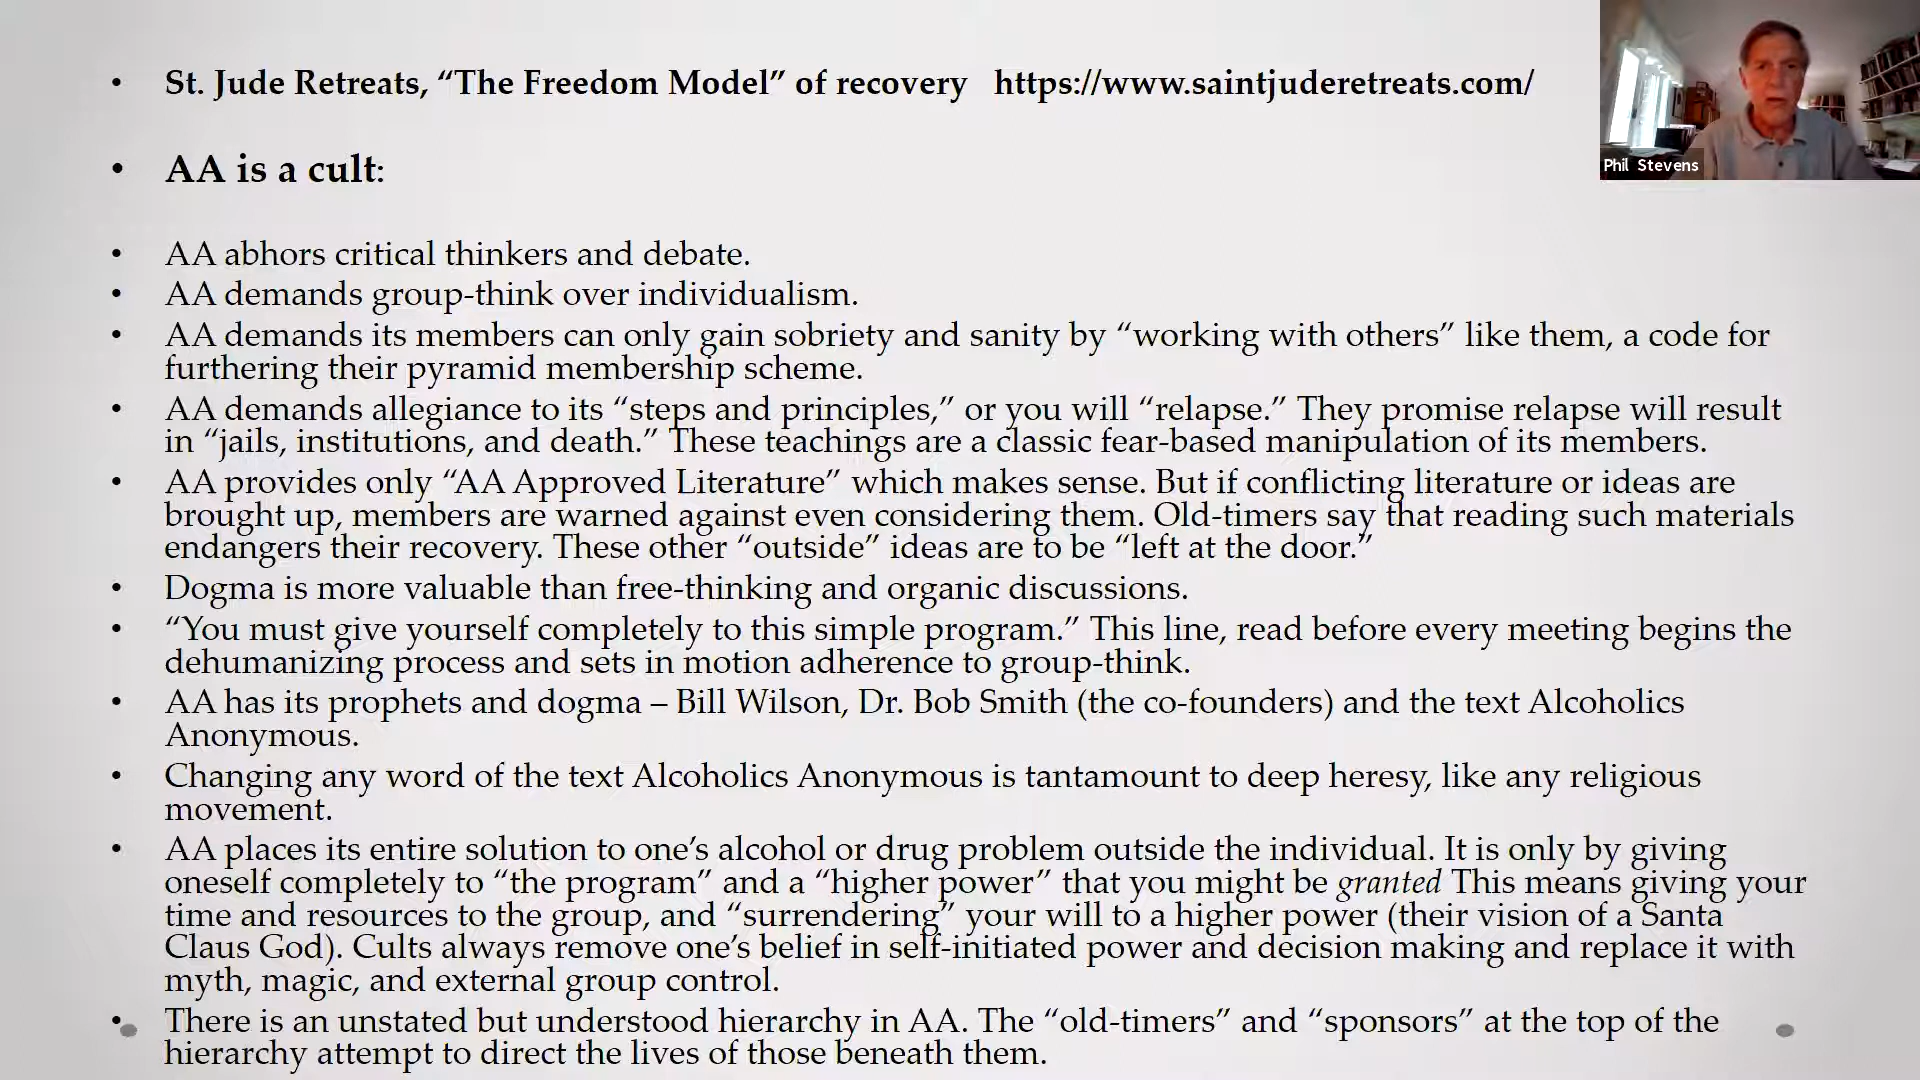 • St. Jude Retreats, “The Freedom Model” of recovery https://www.saintjuderetreats.com/
Phil Stevens
• AA is a cult:
• AA abhors critical thinkers and debate.
• AA demands group-think over individualism.
• AA demands its members can only gain sobriety and sanity by “working with others” like them, a code for
furthering their pyramid membership scheme.
• AA demands allegiance to its “steps and principles,” or you will “relapse.” They promise relapse will result
in “jails, institutions, and death.” These teachings are a classic fear-based manipulation of its members.
• AA provides only “AA Approved Literature” which makes sense. But if conflicting literature or ideas are
brought up, members are warned against even considering them. Old-timers say that reading such materials
endangers their recovery. These other “outside” ideas are to be “left at the door.”
• Dogma is more valuable than free-thinking and organic discussions.
• “You must give yourself completely to this simple program.” This line, read before every meeting begins the
dehumanizing process and sets in motion adherence to group-think.
• AA has its prophets and dogma – Bill Wilson, Dr. Bob Smith (the co-founders) and the text Alcoholics
Anonymous.
• Changing any word of the text Alcoholics Anonymous is tantamount to deep heresy, like any religious
movement.
• AA places its entire solution to one’s alcohol or drug problem outside the individual. It is only by giving
oneself completely to “the program” and a “higher power” that you might be granted This means giving your
time and resources to the group, and “surrendering” your will to a higher power (their vision of a Santa
Claus God). Cults always remove one’s belief in self-initiated power and decision making and replace it with
myth, magic, and external group control.
• There is an unstated but understood hierarchy in AA. The “old-timers” and “sponsors” at the top of the
hierarchy attempt to direct the lives of those beneath them.